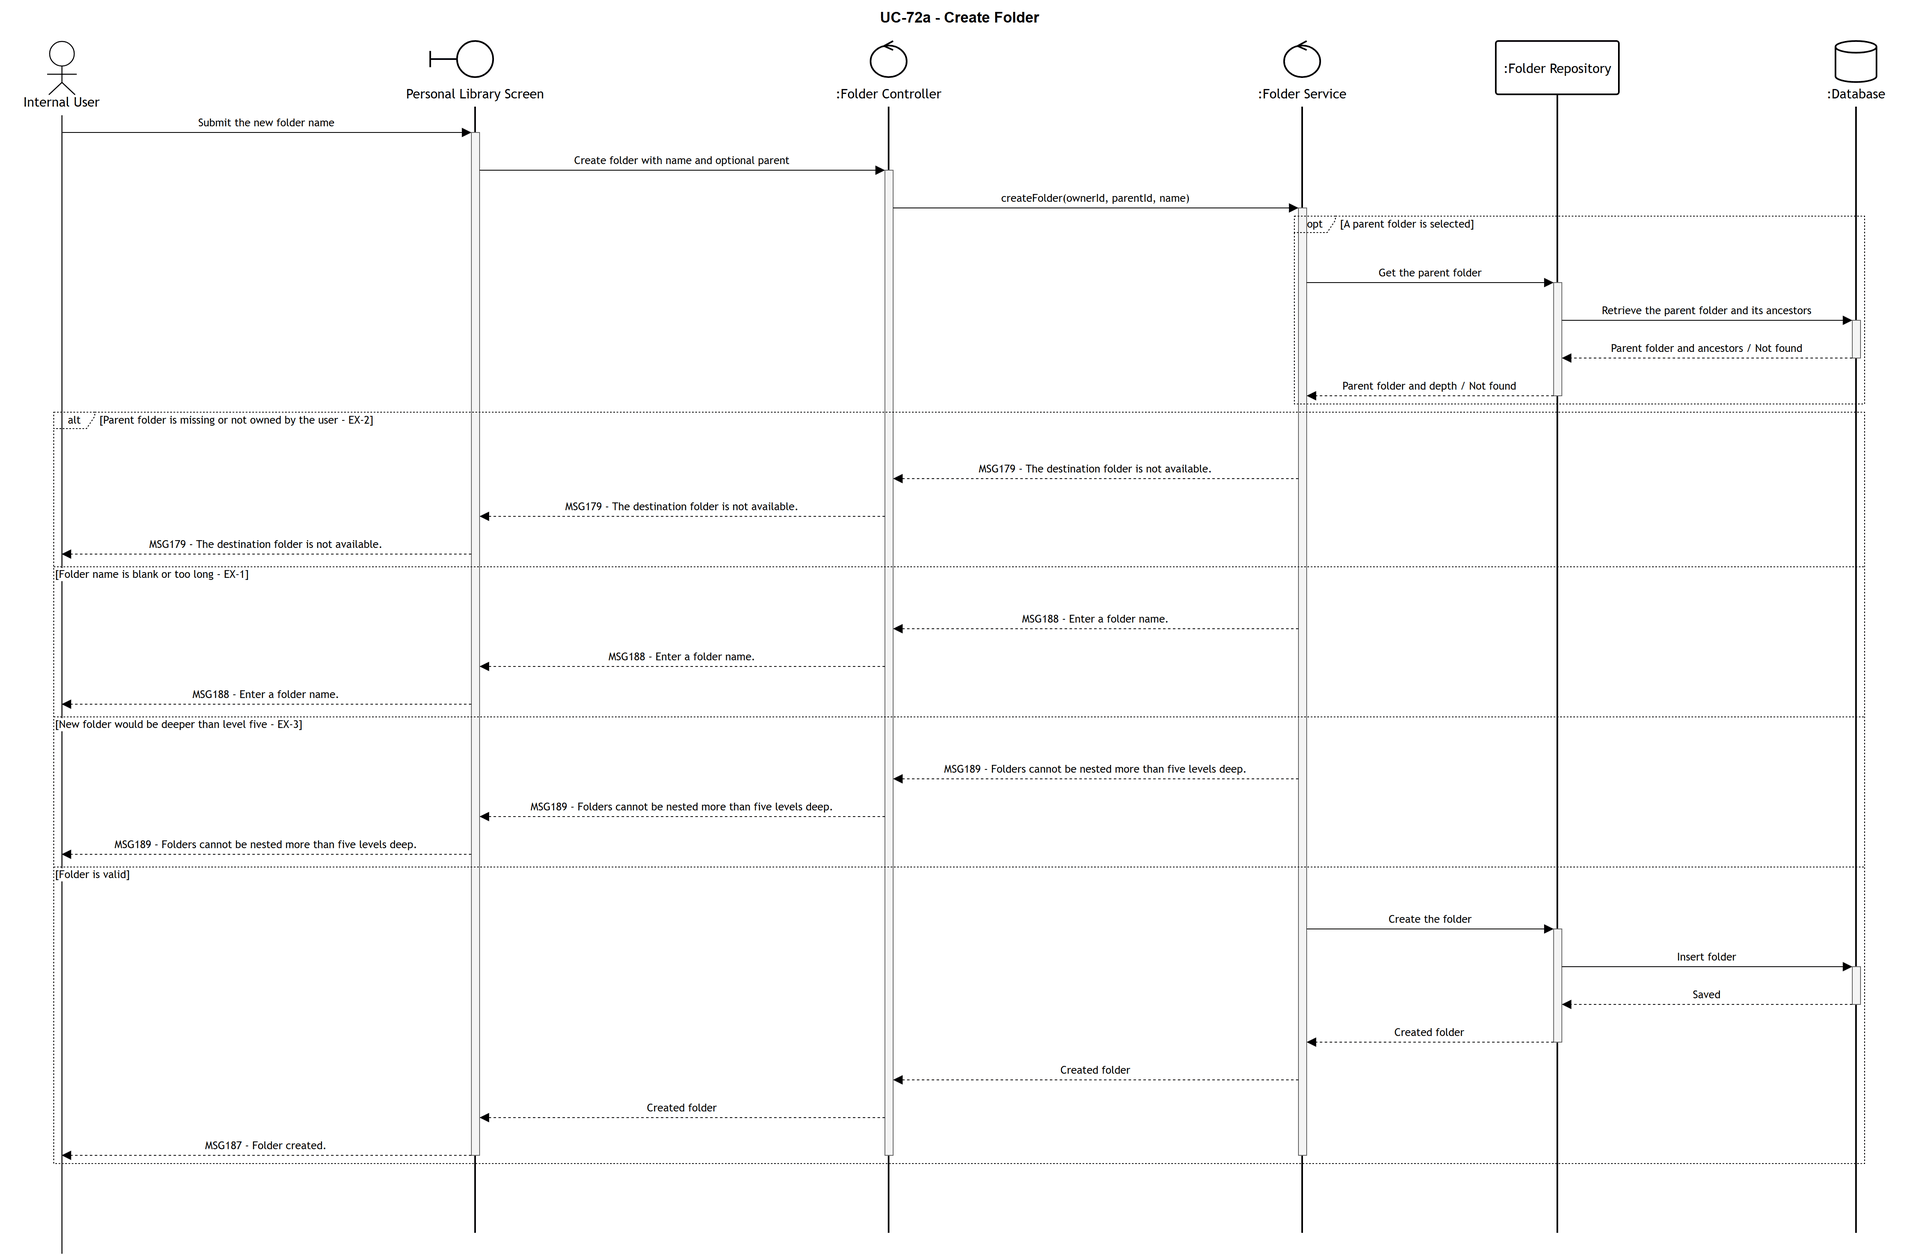 UC-72a - Create Folder
Internal User
Personal Library Screen
:Folder Controller
:Folder Service
:Folder Repository
:Database
Submit the new folder name
Create folder with name and optional parent
createFolder(ownerId, parentId, name)
opt [A parent folder is selected]
Get the parent folder
Retrieve the parent folder and its ancestors
Parent folder and ancestors / Not found
Parent folder and depth / Not found
alt [Parent folder is missing or not owned by the user - EX-2]
MSG179 - The destination folder is not available.
MSG179 - The destination folder is not available.
MSG179 - The destination folder is not available.
[Folder name is blank or too long - EX-1]
MSG188 - Enter a folder name.
MSG188 - Enter a folder name.
MSG188 - Enter a folder name.
[New folder would be deeper than level five - EX-3]
MSG189 - Folders cannot be nested more than five levels deep.
MSG189 - Folders cannot be nested more than five levels deep.
MSG189 - Folders cannot be nested more than five levels deep.
[Folder is valid]
Create the folder
Insert folder
Saved
Created folder
Created folder
Created folder
MSG187 - Folder created.